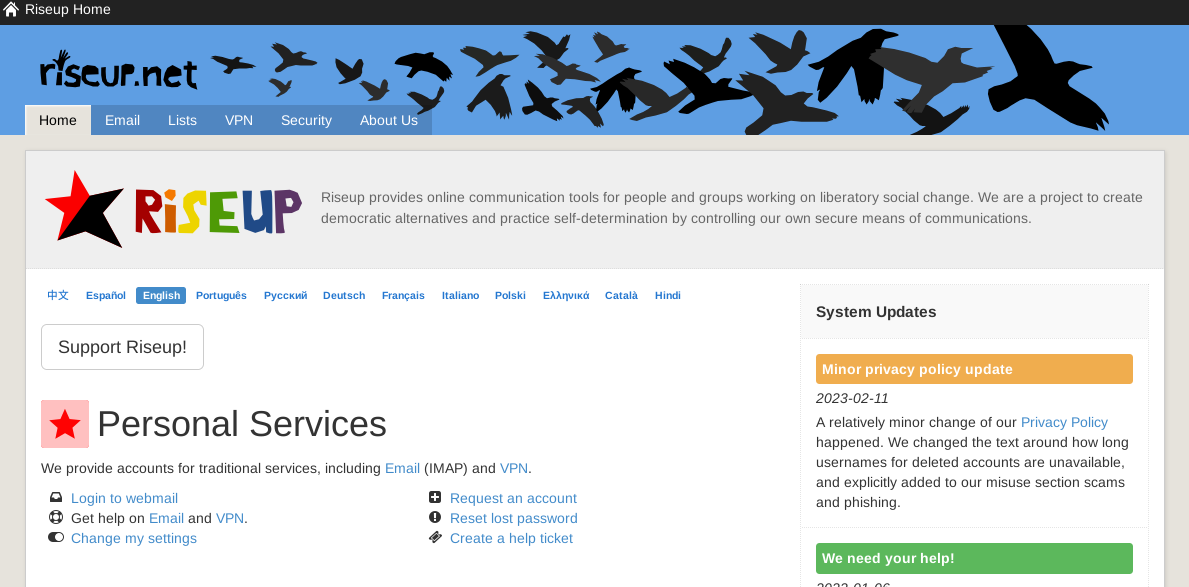 Riseup Home
riseup.net
Home Email Lists VPN Security About Us
RiSEUP
Riseup provides online communication tools for people and groups working on liberatory social change. We are a project to create
democratic alternatives and practice self-determination by controlling our own secure means of communications.
中文 Español English Português Русский Deutsch Français Italiano Polski Ελληνικά Català Hindi
Support Riseup!
Personal Services
We provide accounts for traditional services, including Email (IMAP) and VPN.
Login to webmail
Get help on Email and VPN.
Change my settings
Request an account
Reset lost password
Create a help ticket
System Updates
Minor privacy policy update
2023-02-11
A relatively minor change of our Privacy Policy
happened. We changed the text around how long
usernames for deleted accounts are unavailable,
and explicitly added to our misuse section scams
and phishing.
We need your help!